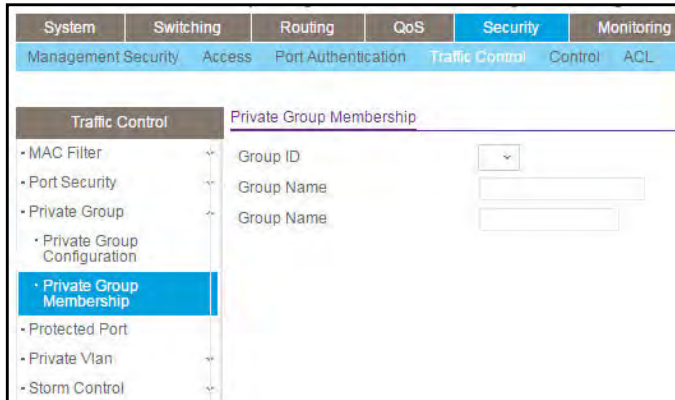 System Switching Routing QoS Security Monitoring
Management Security Access Port Authentication Traffic Control Control ACL
Traffic Control
- MAC Filter
- Port Security
- Private Group
• Private Group
Configuration
• Private Group
Membership
- Protected Port
- Private Vlan
- Storm Control
Private Group Membership
Group ID
Group Name
Group Name